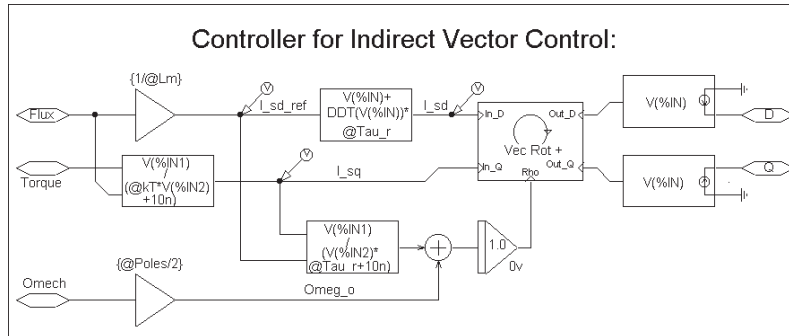 Controller for Indirect Vector Control:
{1/@Lm}
Flux
I_sd_ref
V(%IN)+
DDT(V(%IN))*
@Tau_r
I_sd
In_D
Out_D
Vec Rot +
In_Q
Out_Q
Rho
V(%IN)
D
Torque
V(%IN1)
/
(@kT*V(%IN2)
+10n)
I_sq
V(%IN)
Q
V(%IN1)
/
(V(%IN2)*
@Tau_r+10n)
1.0
0v
{@Poles/2}
Omech
Omeg_o
V
V
V